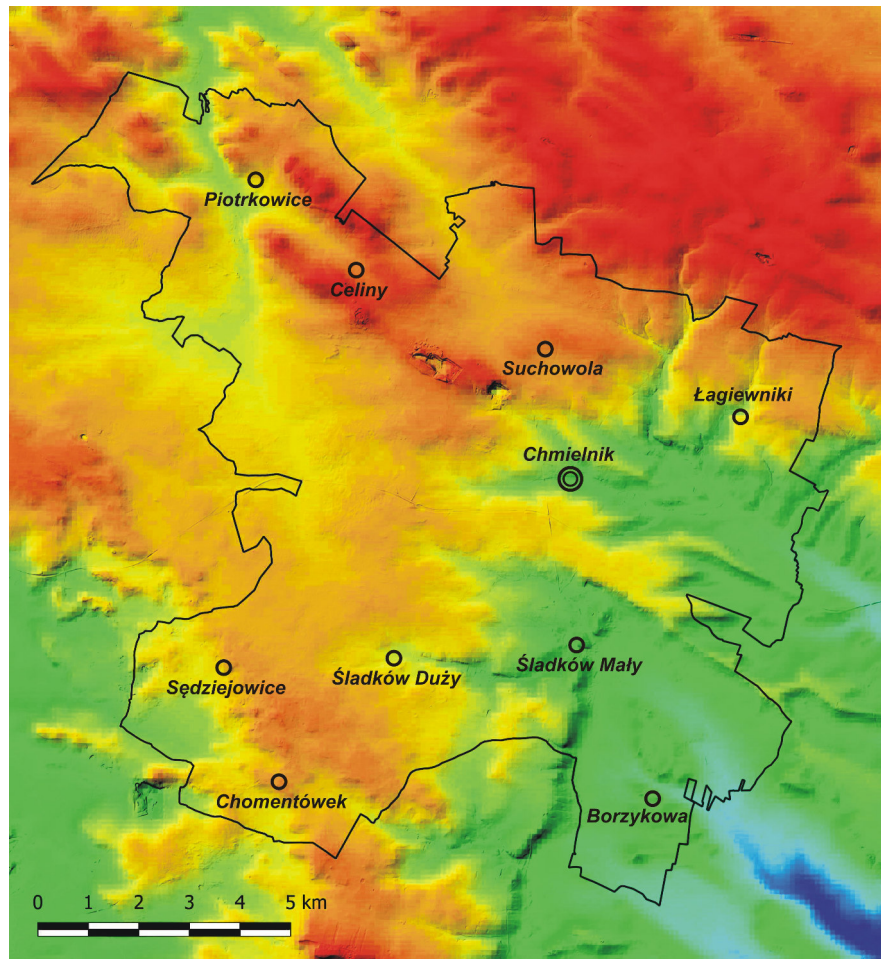 Piotrkowice
Celiny
Suchowola
Łagiewniki
Chmielnik
Sędziejowice
Śladków Duży
Śladków Mały
Chomentówek
Borzykowa
0 1 2 3 4 5 km